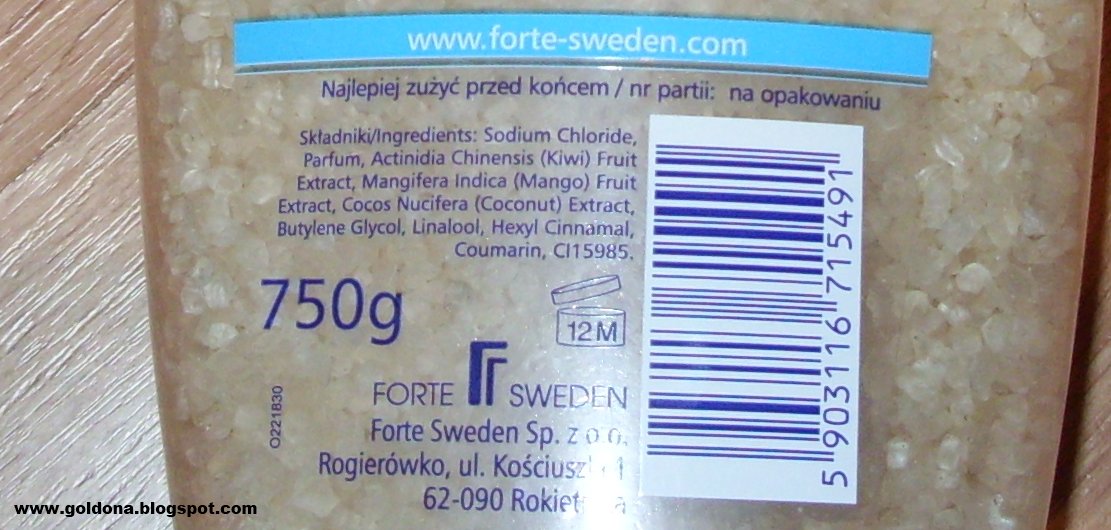 www.forte-sweden.com
Najlepiej zużyć przed końcem / nr partii: na opakowaniu
Składniki/Ingredients: Sodium Chloride,
Parfum, Actinidia Chinensis (Kiwi) Fruit
Extract, Mangifera Indica (Mango) Fruit
Extract, Cocos Nucifera (Coconut) Extract,
Butylene Glycol, Linalool, Hexyl Cinnamal,
Coumarin, CI15985.
750g
12M
O221830
FORTE SWEDEN
Forte Sweden Sp. z o.o.
Rogierówko, ul.
62-090
5 903116 715491
www.goldona.blogspot.com